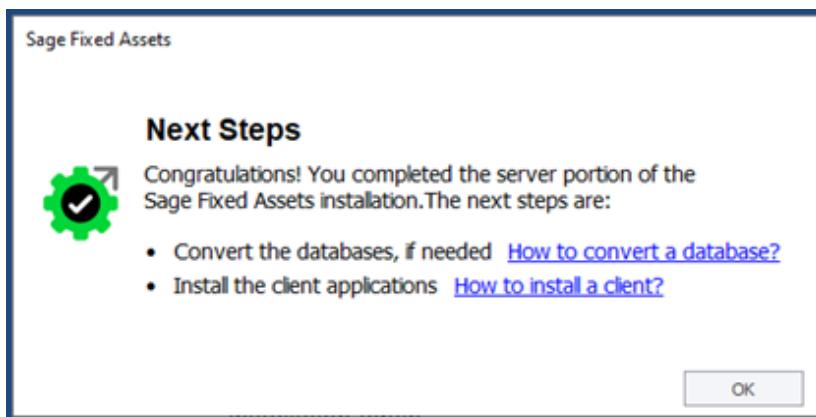 Sage Fixed Assets
Next Steps
Congratulations! You completed the server portion of the
Sage Fixed Assets installation.The next steps are:
• Convert the databases, if needed How to convert a database?
• Install the client applications How to install a client?
OK